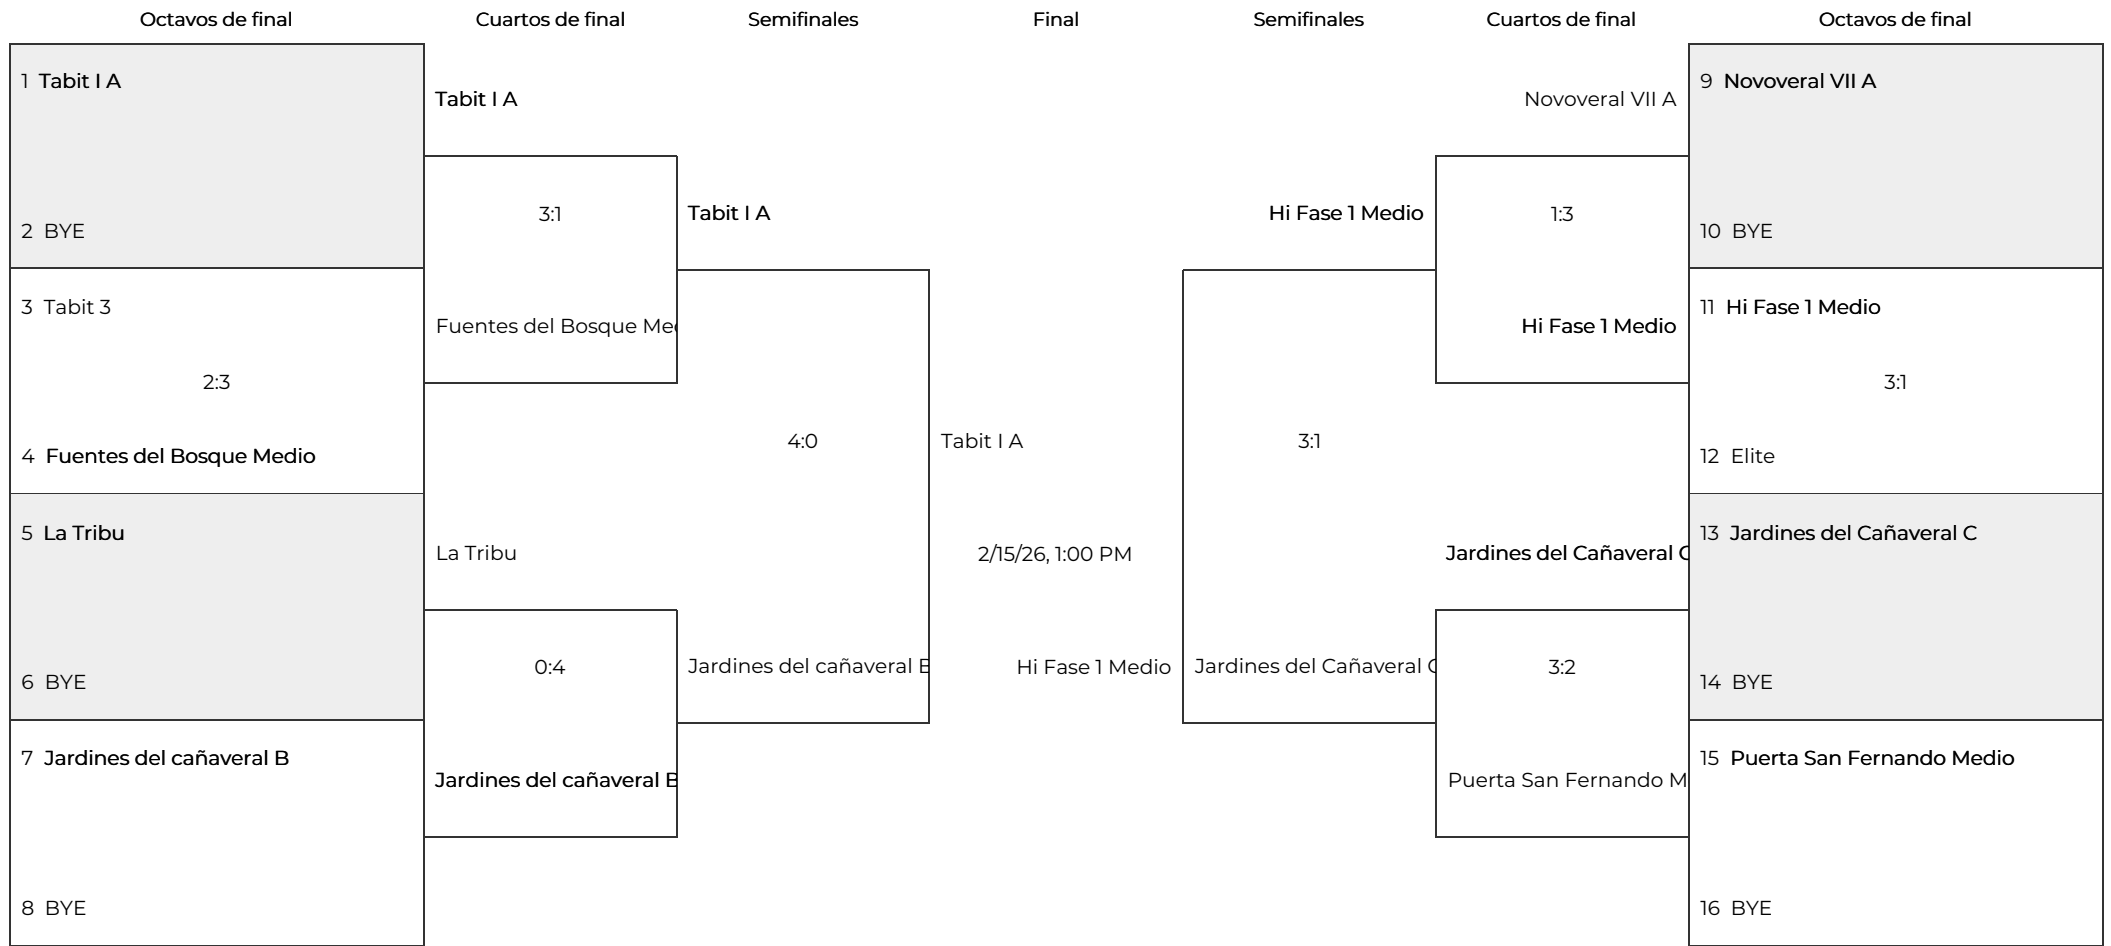 Octavos de final
Cuartos de final
Semifinales
Final
Semifinales
Cuartos de final
Octavos de final
1 Tabit I A
2 BYE
3 Tabit 3
2:3
4 Fuentes del Bosque Medio
5 La Tribu
6 BYE
7 Jardines del cañaveral B
8 BYE
Tabit I A
3:1
Fuentes del Bosque Me
La Tribu
0:4
Jardines del cañaveral B
Tabit I A
4:0
Jardines del cañaveral B
Tabit I A
2/15/26, 1:00 PM
Hi Fase 1 Medio
Hi Fase 1 Medio
3:1
Jardines del Cañaveral C
Novoveral VII A
1:3
Hi Fase 1 Medio
Jardines del Cañaveral C
3:2
Puerta San Fernando M
9 Novoveral VII A
10 BYE
11 Hi Fase 1 Medio
3:1
12 Elite
13 Jardines del Cañaveral C
14 BYE
15 Puerta San Fernando Medio
16 BYE